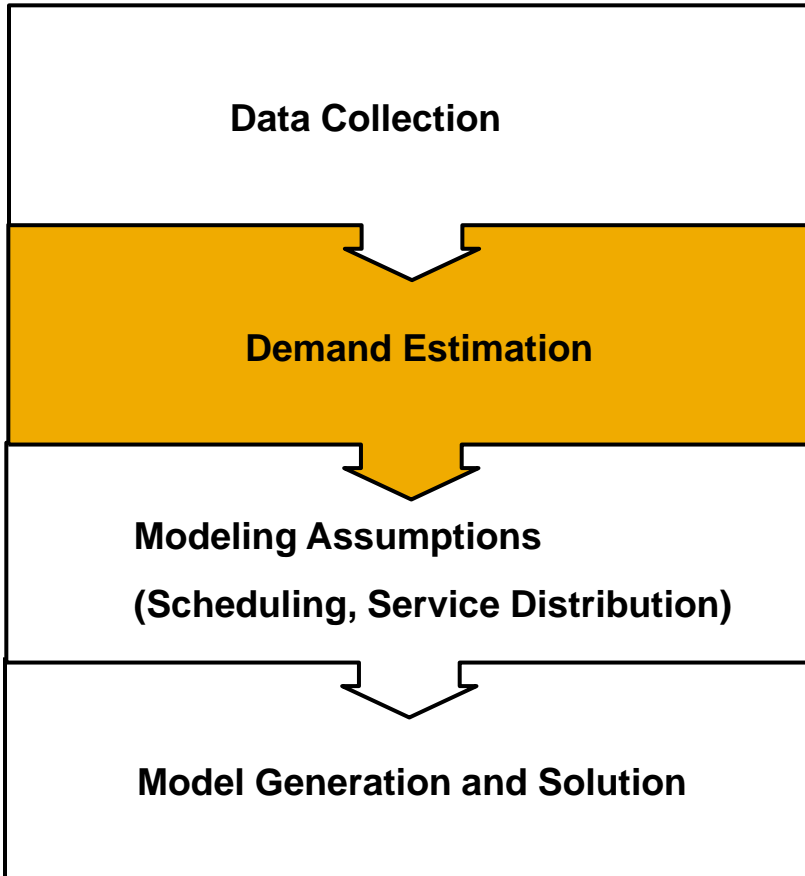 Data Collection
Demand Estimation
Modeling Assumptions
(Scheduling, Service Distribution)
Model Generation and Solution